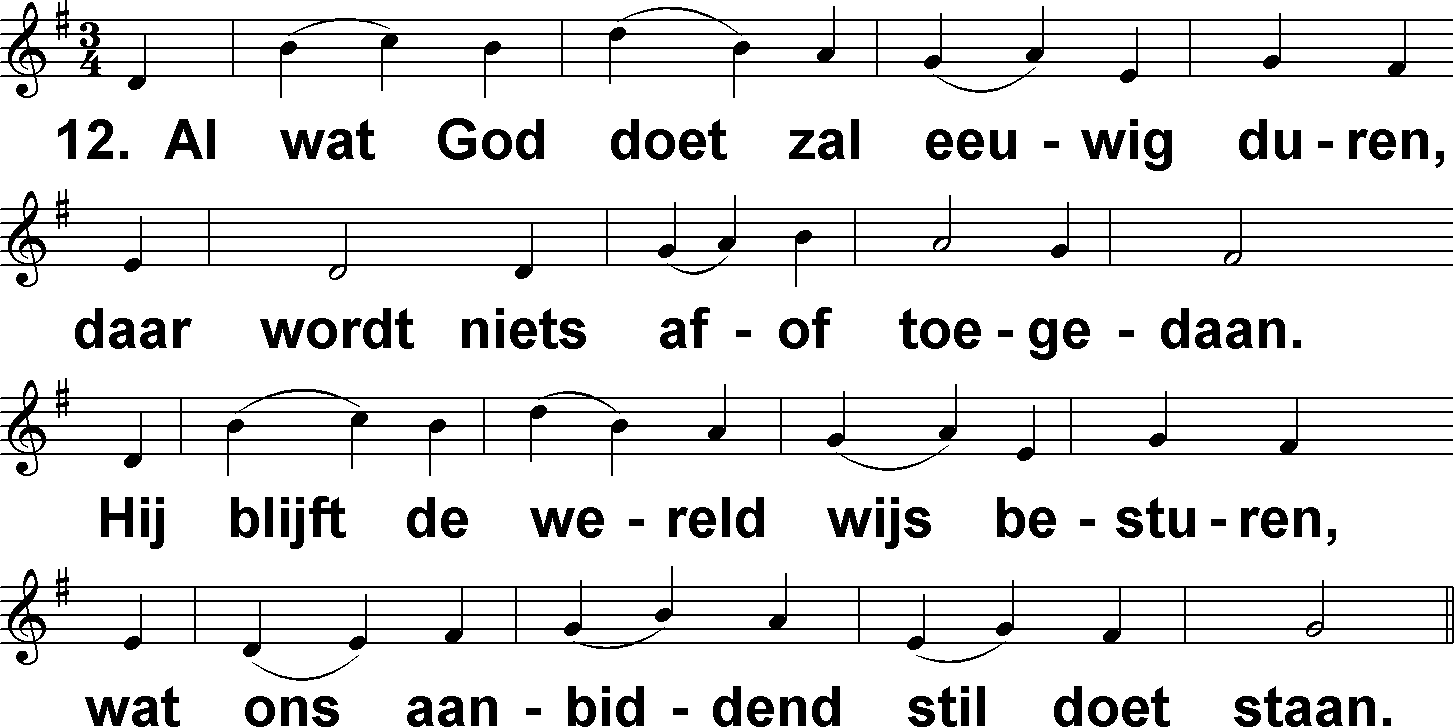 12. Al wat God doet zal eeu - wig du - ren,
daar wordt niets af - of toe - ge - daan.
Hij blijft de we - reld wijs be - stu - ren,
wat ons aan - bid - dend stil doet staan.